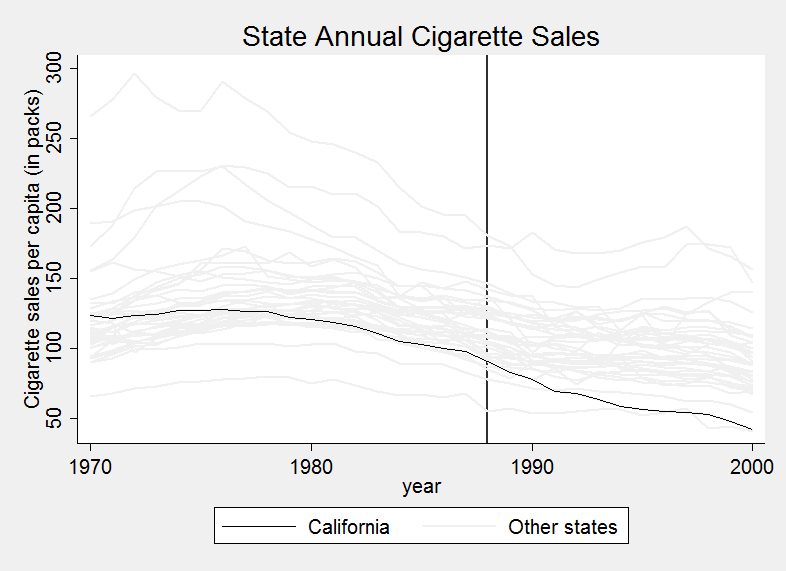 State Annual Cigarette Sales
Cigarette sales per capita (in packs)
300
250
200
150
100
50
1970 1980 1990 2000
year
California Other states